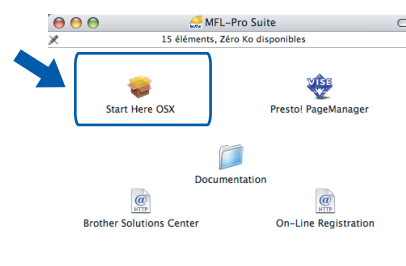 MFL-Pro Suite
15 éléments, Zéro Ko disponibles
Start Here OSX
VISE
Presto! PageManager
Documentation
@
HTTP
Brother Solutions Center
@
HTTP
On-Line Registration